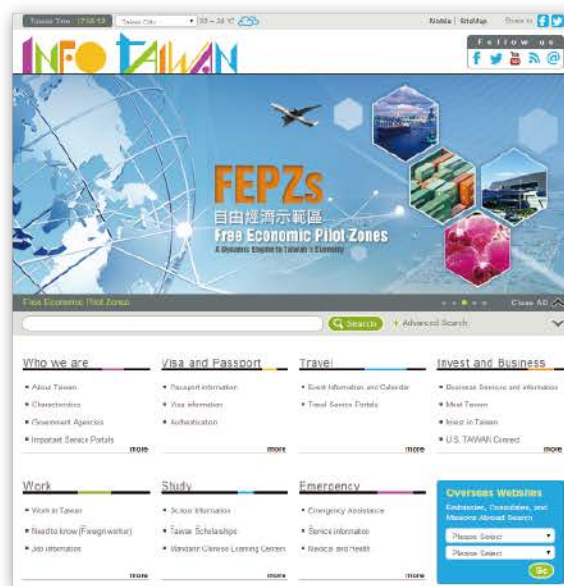 Taiwan Time
Taipei City
Mobile | SiteMap
Share to
INFO TAIWAN
Follow us
FEPZs
自由經濟示範區
Free Economic Pilot Zones
A Dynamic Engine to Taiwan's Economy
Free Economic Pilot Zones
Close AD
Search
Advanced Search
Who we are
About Taiwan
Characteristics
Government Agencies
Important Service Portals
more
Visa and Passport
Passport information
Visa information
Authentication
more
Travel
Event Information and Calendar
Travel Service Portals
more
Invest and Business
Business Services and information
Meet Taiwan
Invest in Taiwan
U.S. TAIWAN Connect
more
Work
Work in Taiwan
Need to know (Foreign worker)
Job information
more
Study
School Information
Taiwan Scholarships
Mandarin Chinese Learning Centers
more
Emergency
Emergency Assistance
Service information
Medical and Health
more
Overseas Websites
Embassies, Consulates, and
Missions Abroad Search
Please Select
Please Select
Go